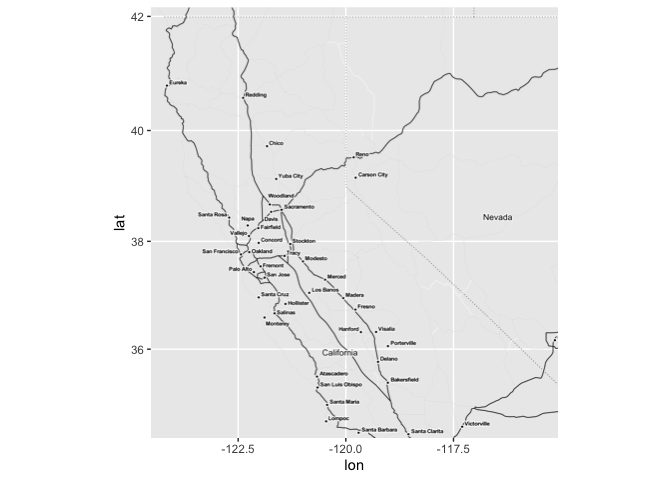 42
Eureka
Redding
40
Chico
Reno
Yuba City
Carson City
Woodland
Sacramento
Santa Rosa
Napa
Davis
Nevada
Fairfield
Vallejo
38
Concord
Stockton
San Francisco
Oakland
Tracy
Modesto
Fremont
Palo Alto
San Jose
Merced
Los Banos
Santa Cruz
Madera
Hollister
Fresno
Salinas
Monterey
Hanford
Visalia
Porterville
36
California
Delano
Atascadero
Bakersfield
San Luis Obispo
Santa Maria
Lompoc
Victorville
Santa Barbara
Santa Clarita
lat
-122.5
-120.0
-117.5
lon